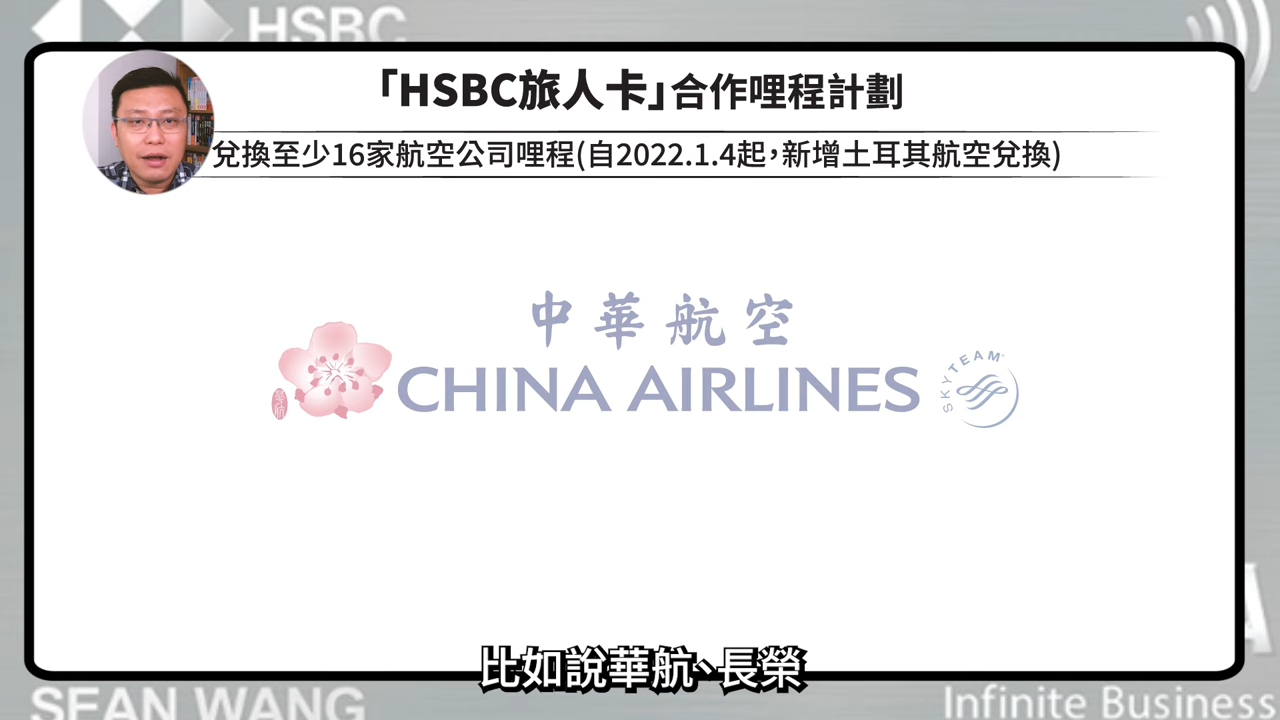 HSBC
「HSBC旅人卡」合作哩程計劃
兌換至少16家航空公司哩程(自2022.1.4起，新增土耳其航空兌換)
中華航空
CHINA AIRLINES
SKYTEAM
華航
比如說華航、長榮
SEAN WANG
Infinite Business